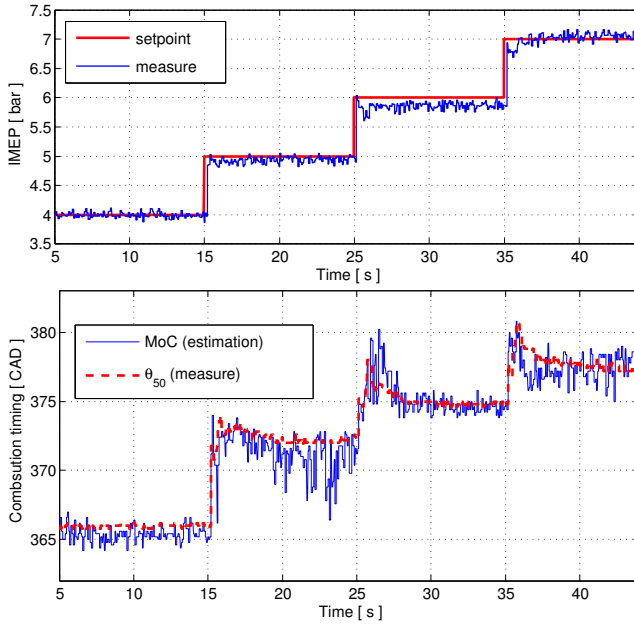 7.5
7
6.5
6
5.5
5
4.5
4
3.5
IMEP [ bar ]
setpoint
measure
5 10 15 20 25 30 35 40
Time [ s ]
380
375
370
365
Combsution timing [ CAD ]
MoC (estimation)
θ50 (measure)
5 10 15 20 25 30 35 40
Time [ s ]